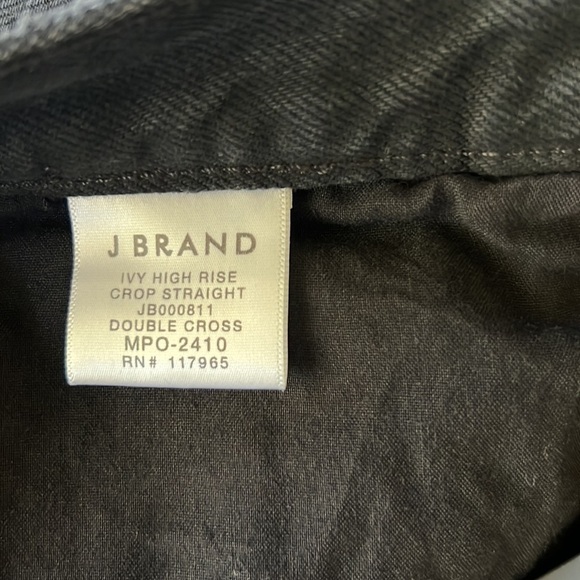 J BRAND
IVY HIGH RISE
CROP STRAIGHT
JB000811
DOUBLE CROSS
MPO-2410
RN# 117965